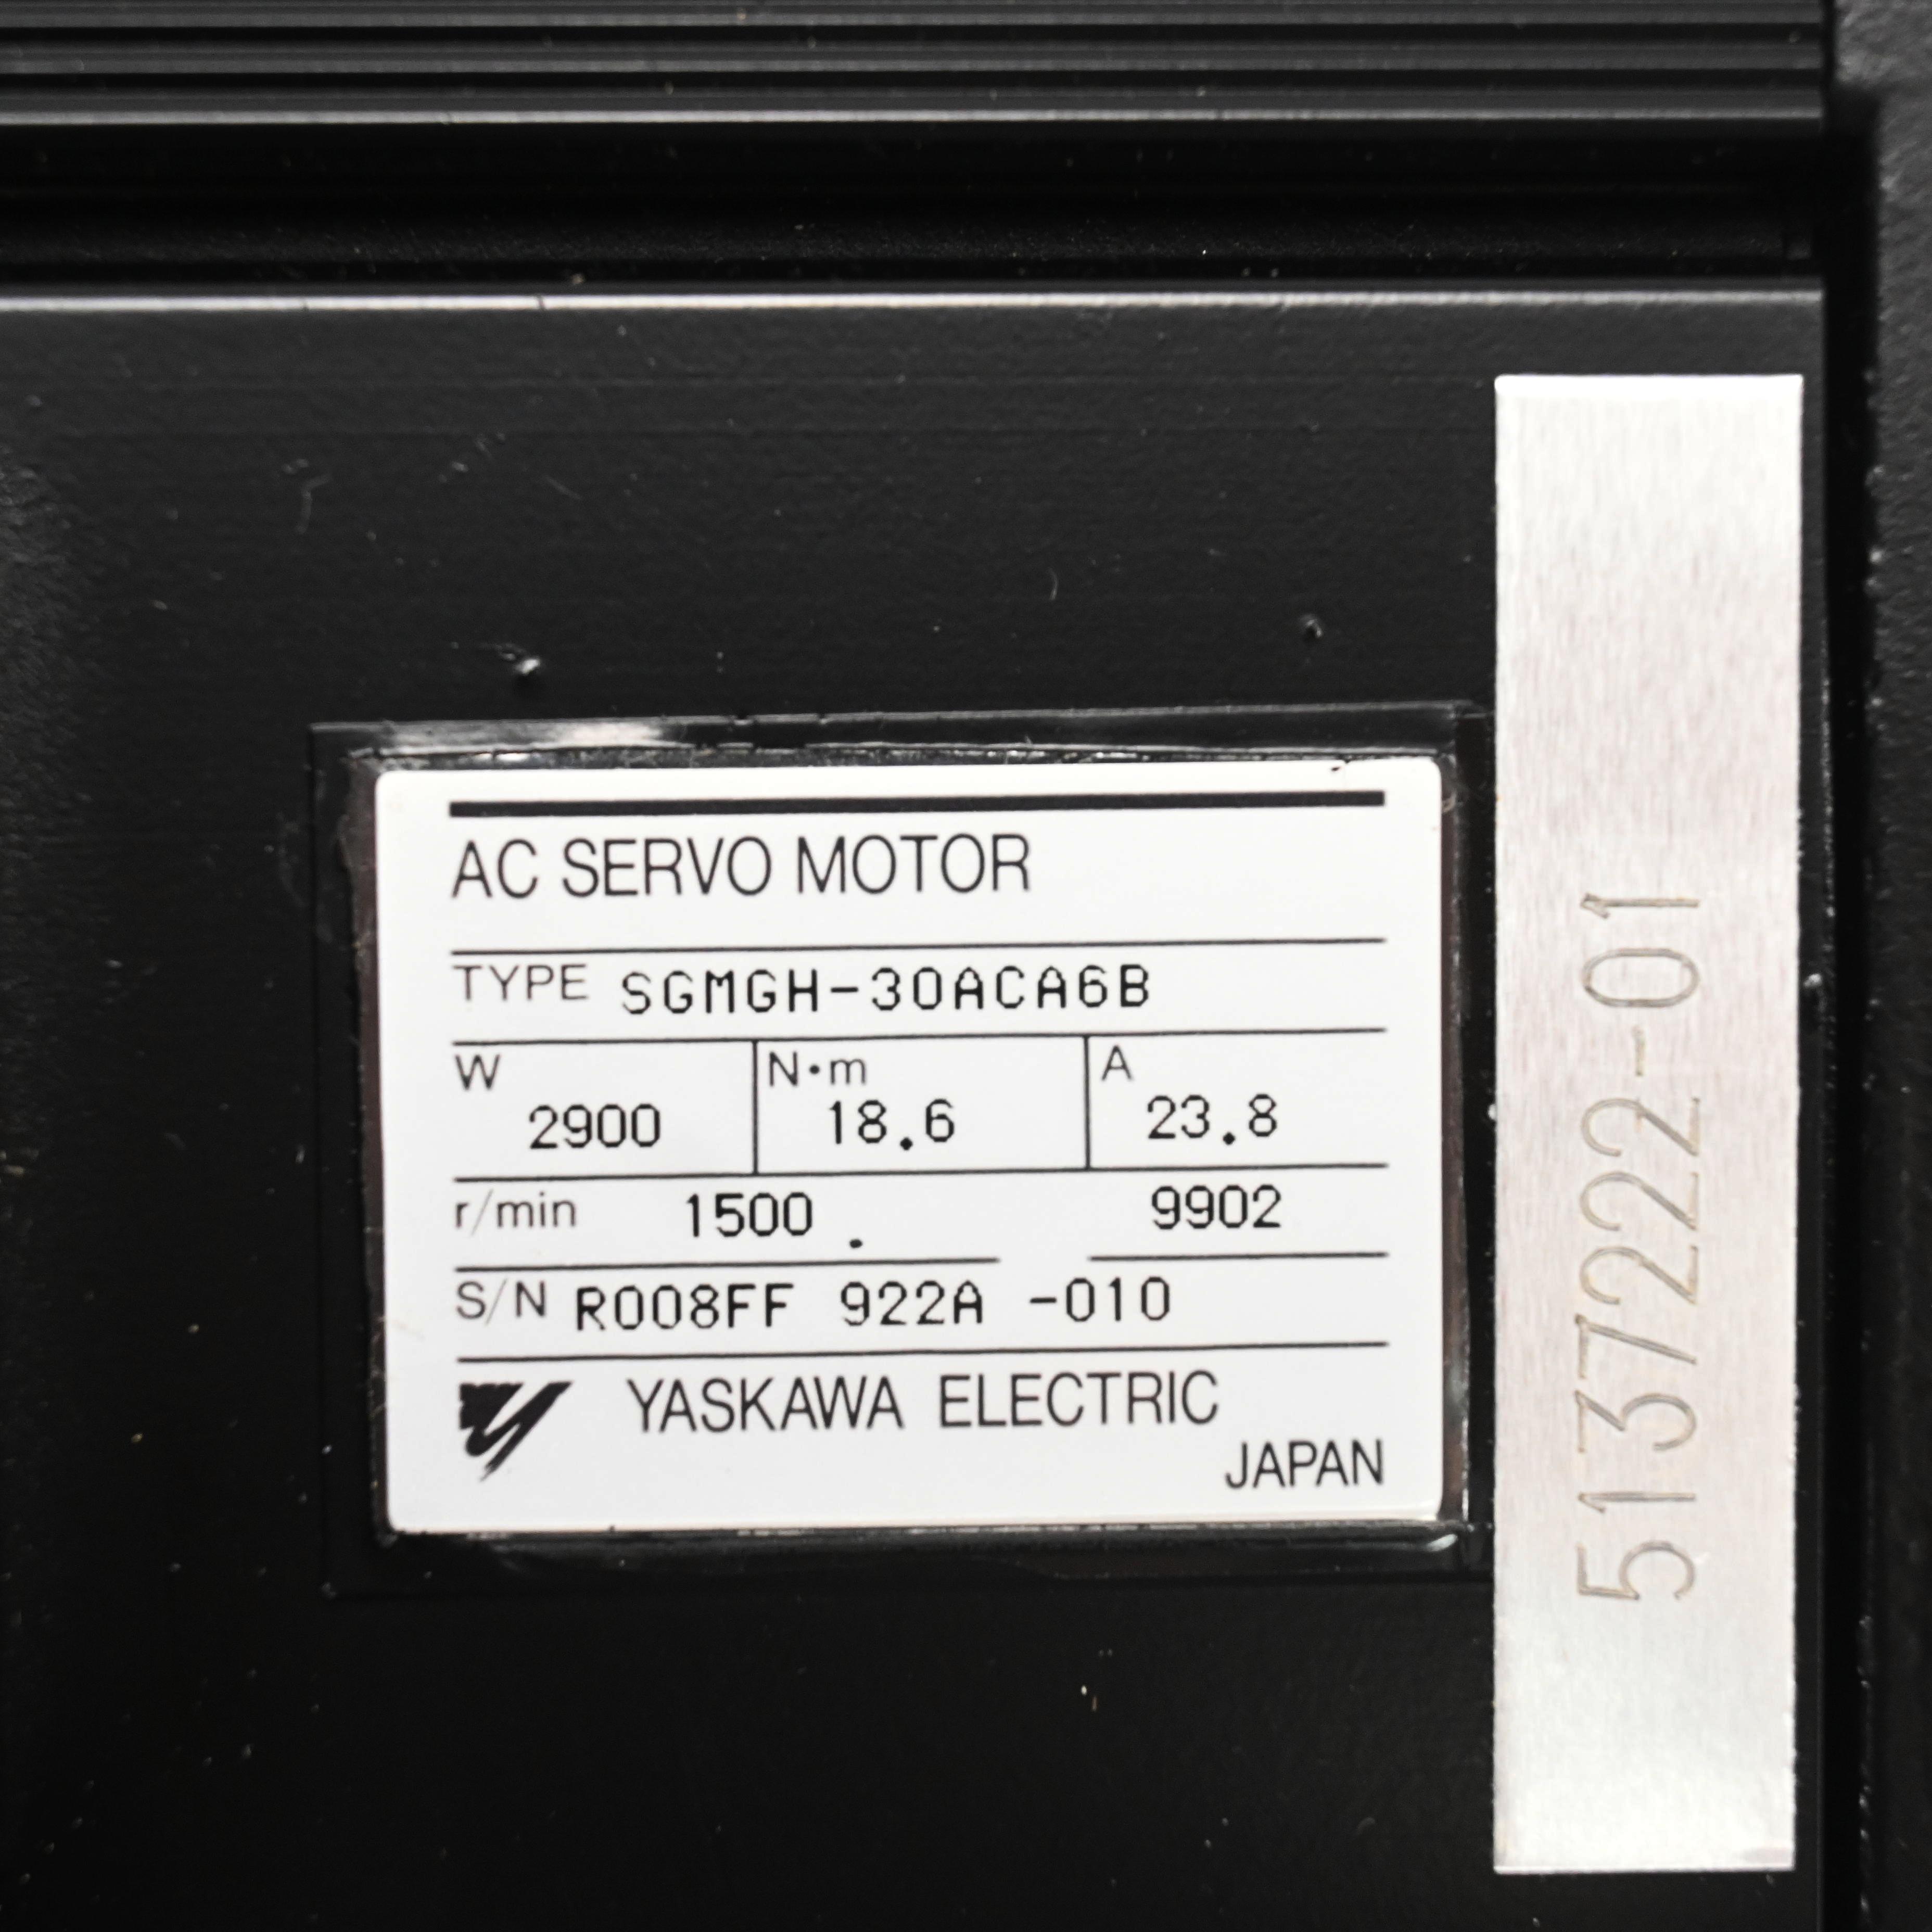 AC SERVO MOTOR
TYPE SGMGH-30ACA6B
W N·m A
2900 18.6 23.8
r/min 1500 9902
S/N R008FF 922A -010
YASKAWA ELECTRIC
JAPAN
5137222-01